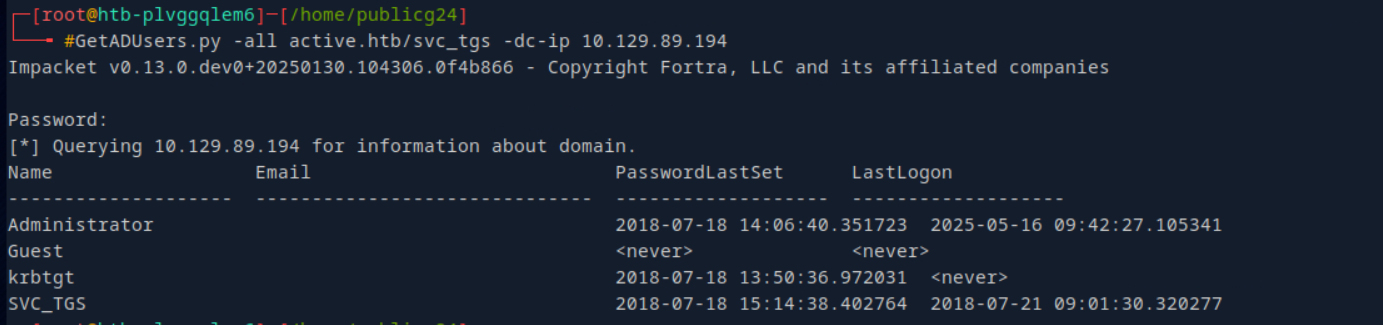 ┌─[root@htb-plvggqlem6]─[/home/publicg24]
└──╼ #GetADUsers.py -all active.htb/svc_tgs -dc-ip 10.129.89.194
Impacket v0.13.0.dev0+20250130.104306.0f4b866 - Copyright Fortra, LLC and its affiliated companies
Password:
[*] Querying 10.129.89.194 for information about domain.
Name                  Email                           PasswordLastSet      LastLogon
--------------------  ------------------------------  -------------------  -------------------
Administrator                                         2018-07-18 14:06:40.351723  2025-05-16 09:42:27.105341
Guest                                                 <never>              <never>
krbtgt                                                2018-07-18 13:50:36.972031  <never>
SVC_TGS                                               2018-07-18 15:14:38.402764  2018-07-21 09:01:30.320277